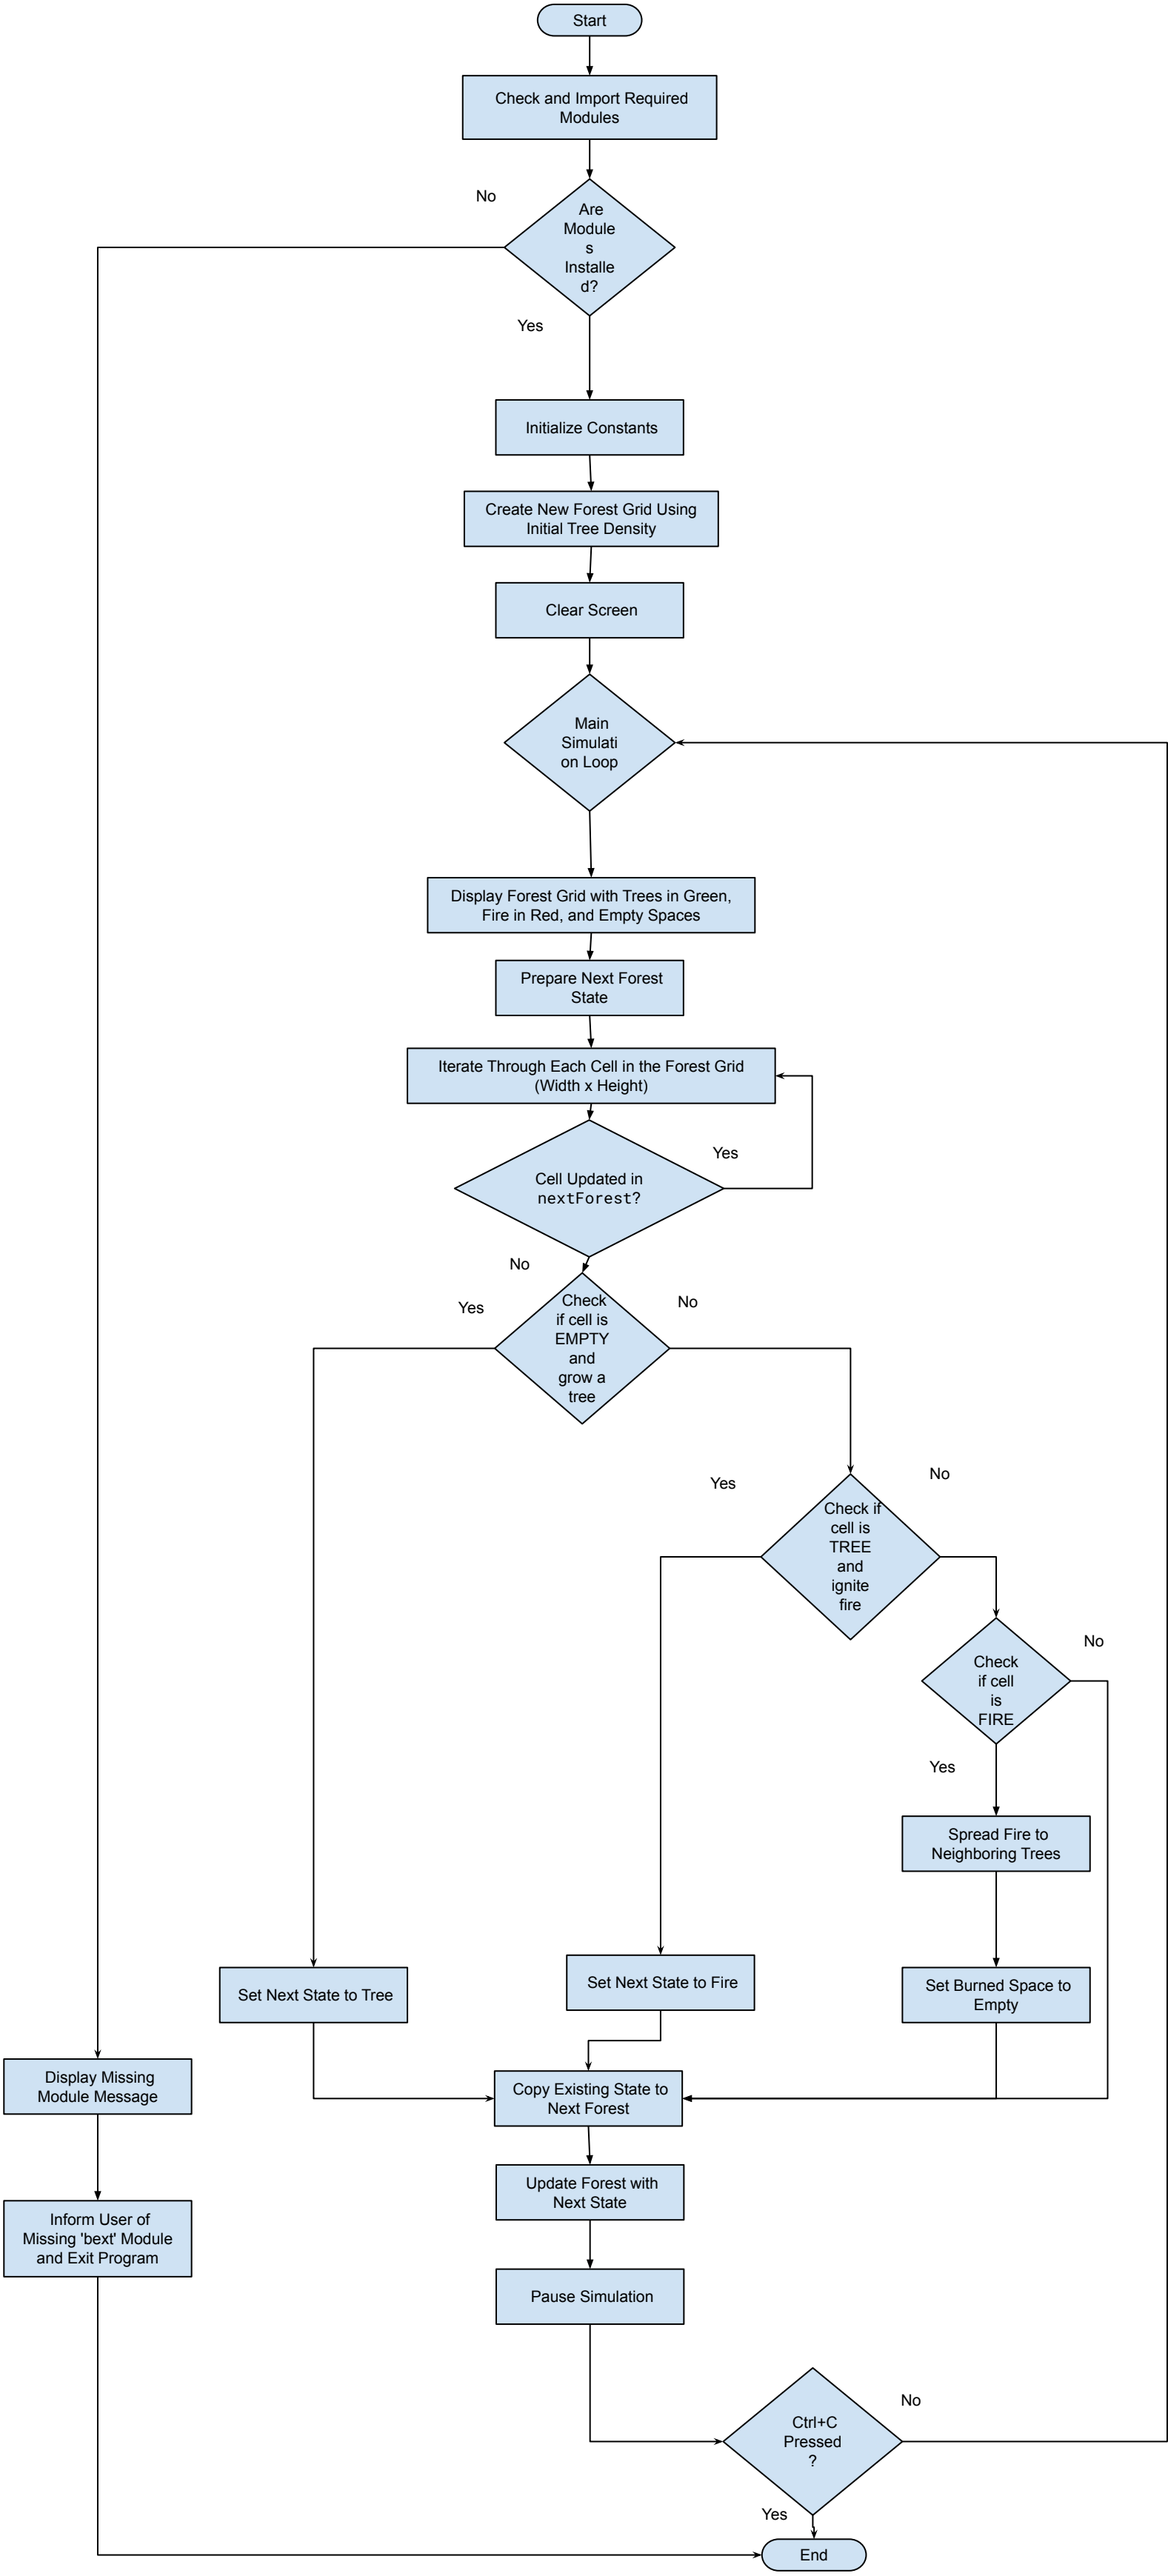 Start
Check and Import Required
Modules
No
Are
Module
s
Installe
d?
Yes
Initialize Constants
Create New Forest Grid Using
Initial Tree Density
Clear Screen
Main
Simulati
on Loop
Display Forest Grid with Trees in Green,
Fire in Red, and Empty Spaces
Prepare Next Forest
State
Iterate Through Each Cell in the Forest Grid
(Width x Height)
Yes
Cell Updated in
nextForest?
No
Yes
Check
if cell is
EMPTY
and
grow a
tree
No
Yes
Check if
cell is
TREE
and
ignite
fire
No
Check
if cell
is
FIRE
No
Yes
Spread Fire to
Neighboring Trees
Set Next State to Tree
Set Next State to Fire
Set Burned Space to
Empty
Display Missing
Module Message
Copy Existing State to
Next Forest
Update Forest with
Next State
Inform User of
Missing 'bext' Module
and Exit Program
Pause Simulation
Ctrl+C
Pressed
?
No
Yes
End